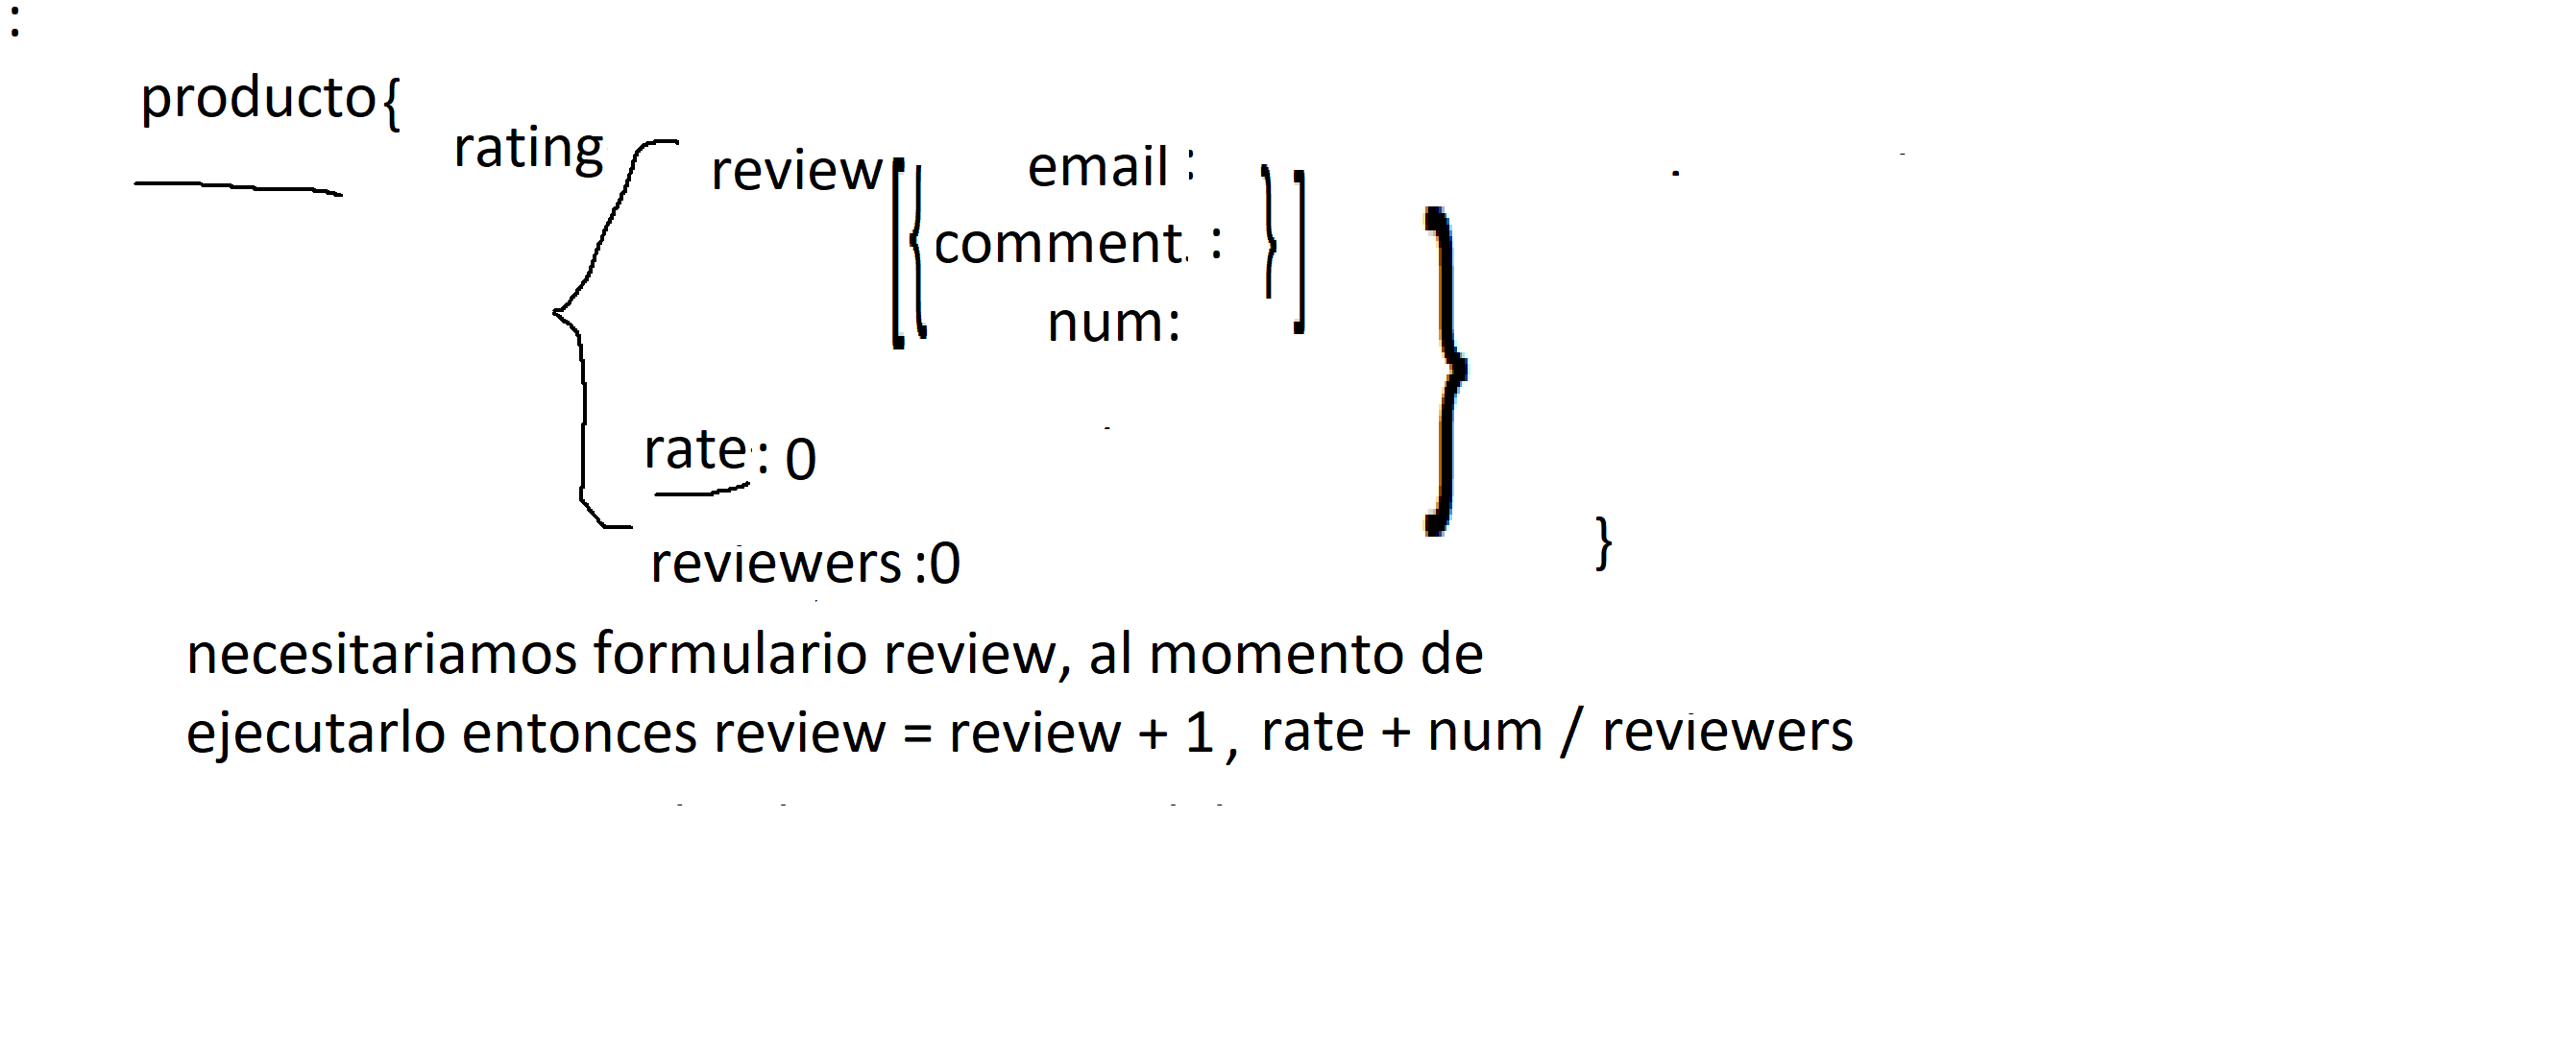 :
producto{
rating { review [ { email :
comment. : } ]
num: }
rate : 0
reviewers :0
}
necesitariamos formulario review, al momento de
ejecutarlo entonces review = review + 1 , rate + num / reviewers